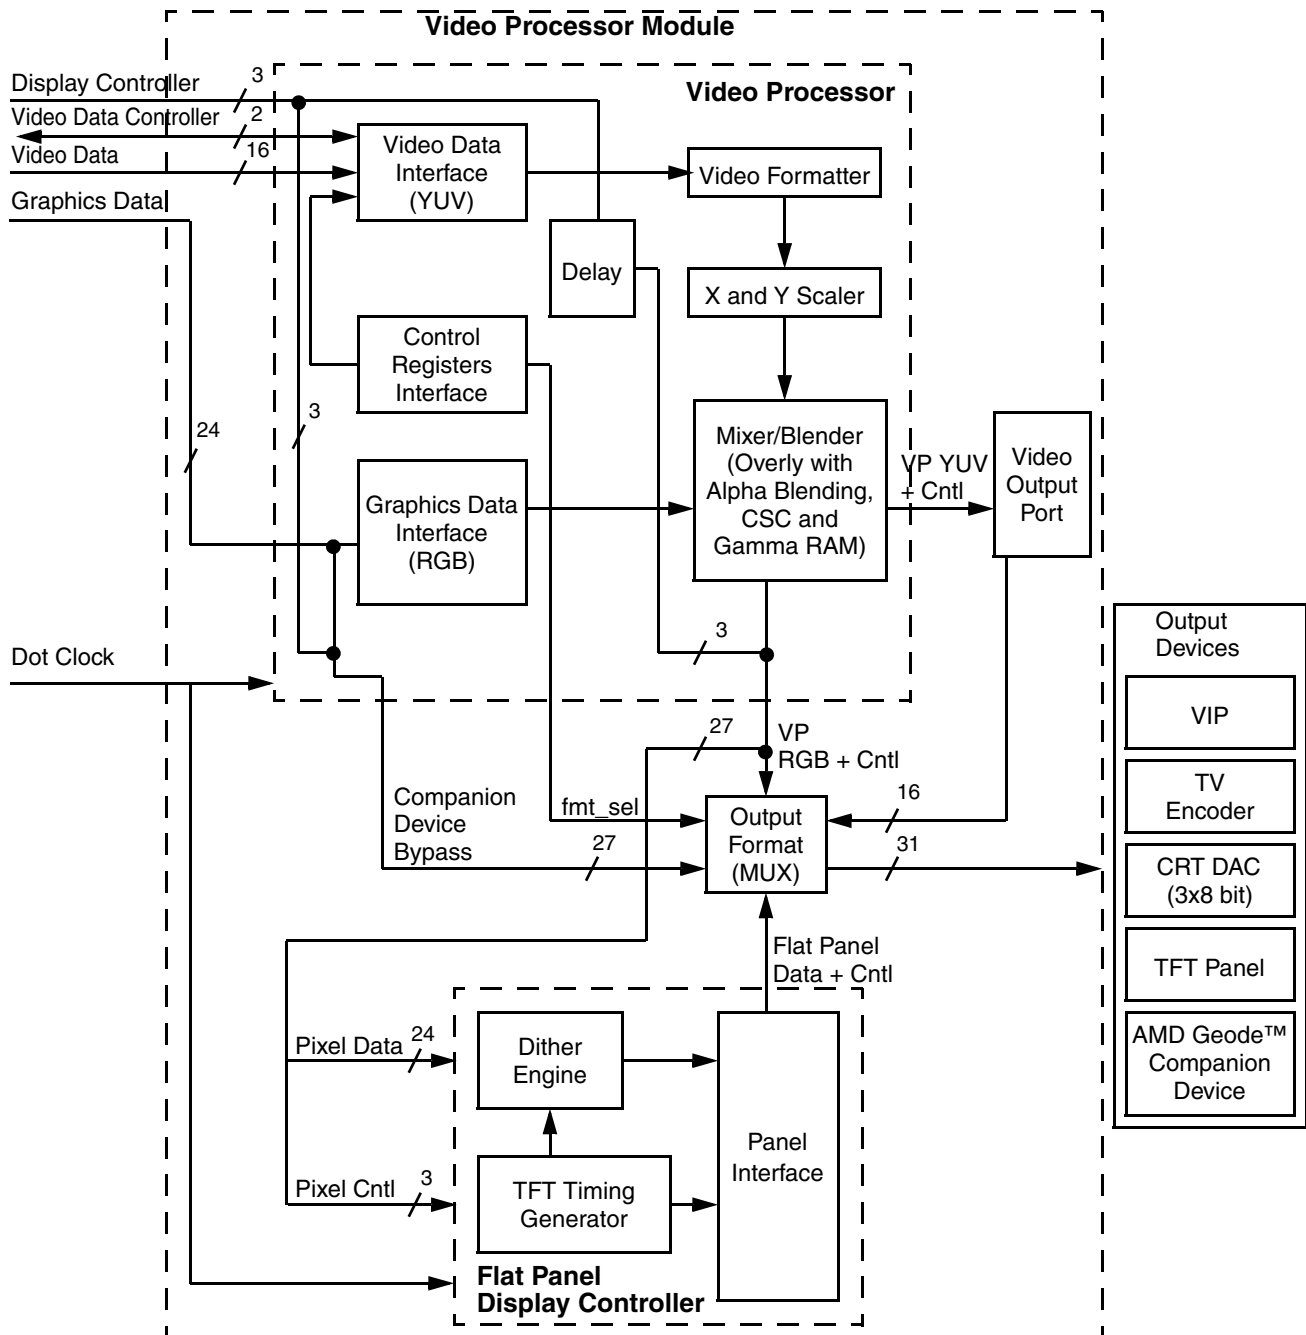 Video Processor Module
Display Controller
3
Video Data Controller
2
Video Data
16
Graphics Data
Video Processor
Video Data
Interface
(YUV)
Video Formatter
Delay
X and Y Scaler
Control
Registers
Interface
24
3
Graphics Data
Interface
(RGB)
Mixer/Blender
(Overly with
Alpha Blending,
CSC and
Gamma RAM)
VP YUV
+ Cntl
Video
Output
Port
3
Dot Clock
27
VP
RGB + Cntl
Companion
Device
Bypass
fmt_sel
27
Output
Format
(MUX)
16
31
Flat Panel
Data + Cntl
Output
Devices
VIP
TV
Encoder
CRT DAC
(3x8 bit)
TFT Panel
AMD Geode™
Companion
Device
Pixel Data
24
Dither
Engine
Pixel Cntl
3
TFT Timing
Generator
Panel
Interface
Flat Panel
Display Controller